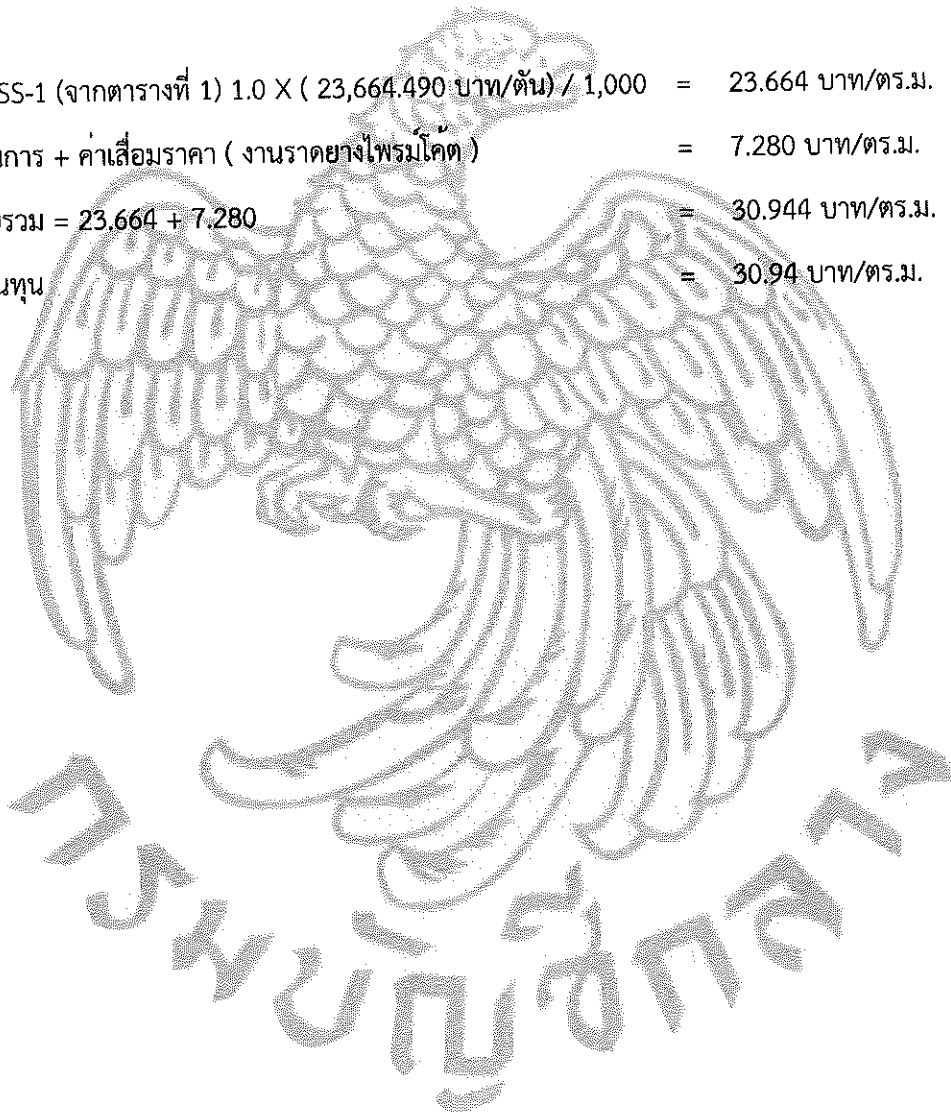 SS-1 (จากตารางที่ 1) 1.0 X ( 23,664.490 บาท/ตัน) / 1,000 = 23.664 บาท/ตร.ม.
การ + ค่าเสื่อมราคา ( งานราดยางไพรม์โค้ต ) = 7.280 บาท/ตร.ม.
รวม = 23.664 + 7.280 = 30.944 บาท/ตร.ม.
นทุน = 30.94 บาท/ตร.ม.
กรมบัญชีกลาง